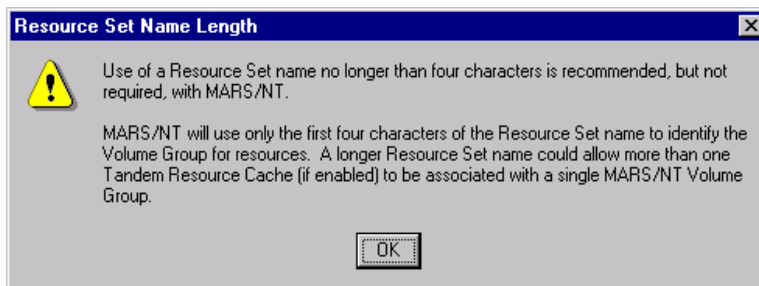 Resource Set Name Length
Use of a Resource Set name no longer than four characters is recommended, but not
required, with MARS/NT.
MARS/NT will use only the first four characters of the Resource Set name to identify the
Volume Group for resources. A longer Resource Set name could allow more than one
Tandem Resource Cache (if enabled) to be associated with a single MARS/NT Volume
Group.
OK